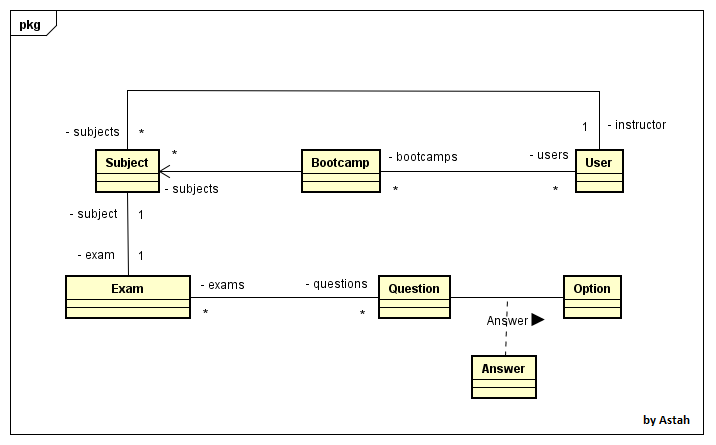 pkg
- subjects
*
1
- instructor
Subject
*
Bootcamp
- bootcamps
- users
User
- subjects
*
*
- subject
1
- exam
1
Exam
- exams
- questions
Question
Option
*
*
Answer
Answer
by Astah